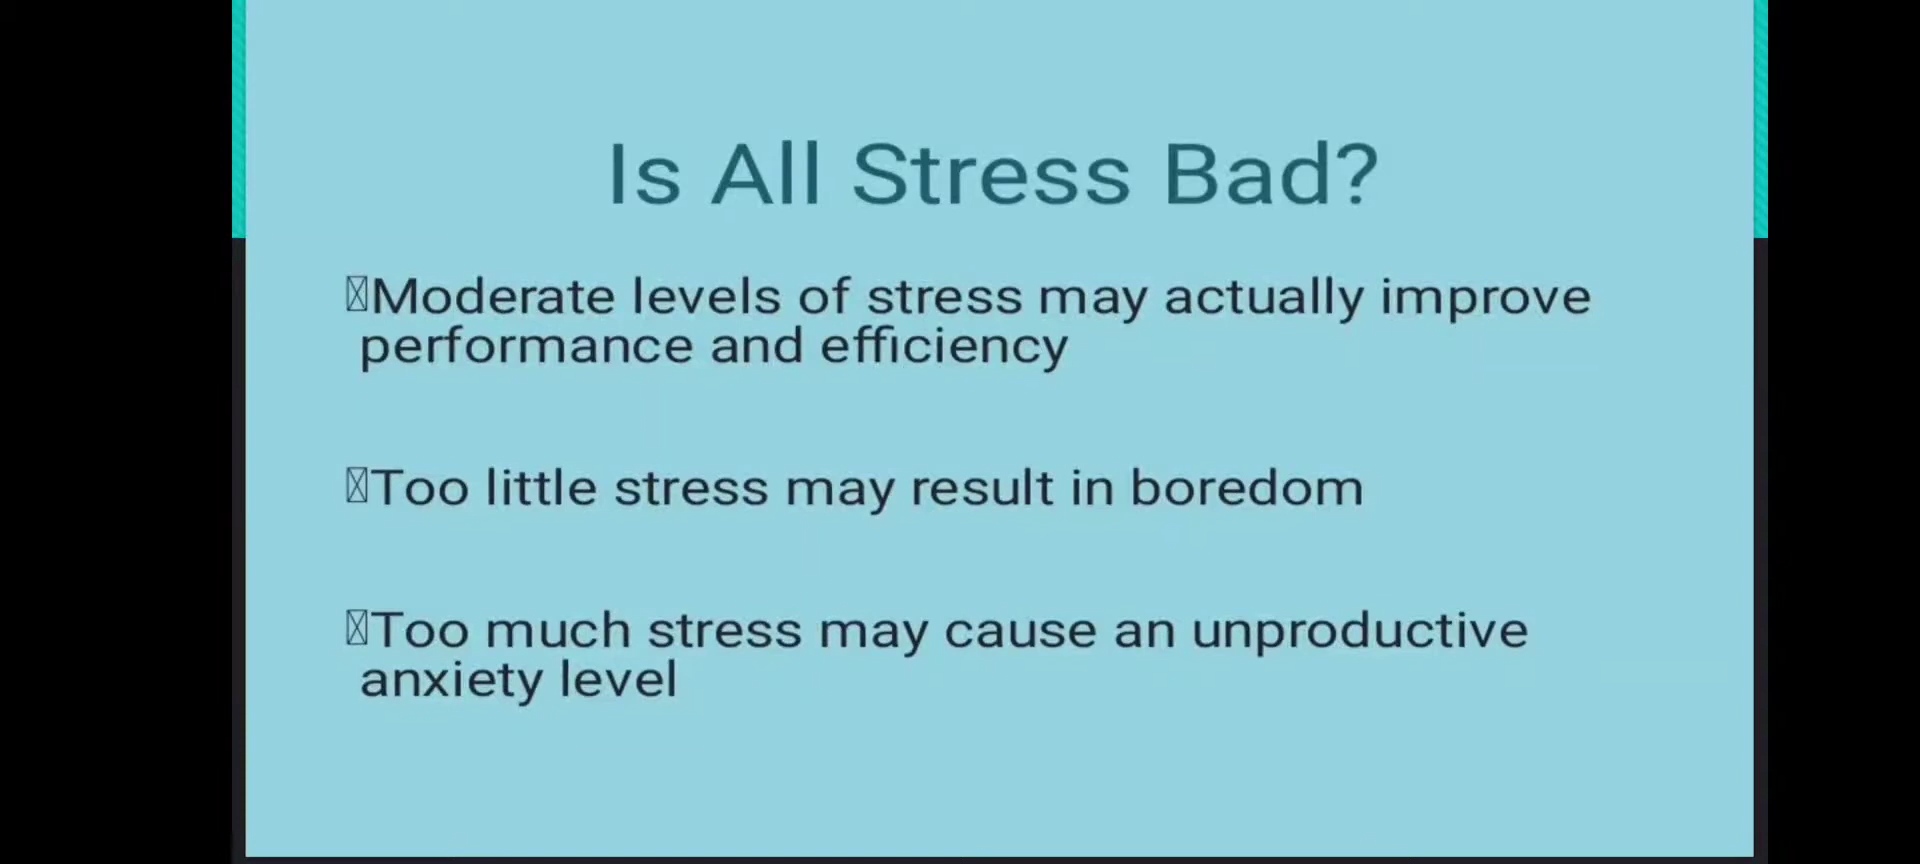 Is All Stress Bad?
Moderate levels of stress may actually improve
performance and efficiency
Too little stress may result in boredom
Too much stress may cause an unproductive
anxiety level